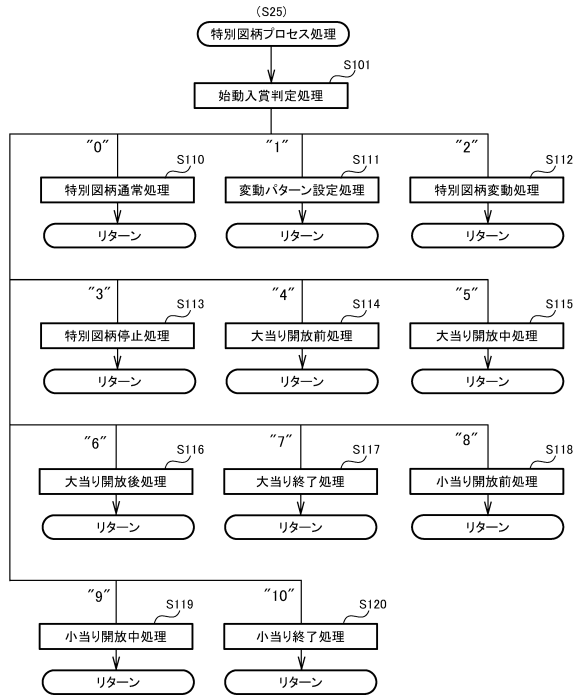 (S25)
特別図柄プロセス処理
S101
始動入賞判定処理
"0"
"1"
"2"
S110
S111
S112
特別図柄通常処理
変動パターン設定処理
特別図柄変動処理
リターン
リターン
リターン
"3"
"4"
"5"
S113
S114
S115
特別図柄停止処理
大当り開放前処理
大当り開放中処理
リターン
リターン
リターン
"6"
"7"
"8"
S116
S117
S118
大当り開放後処理
大当り終了処理
小当り開放前処理
リターン
リターン
リターン
"9"
"10"
S119
S120
小当り開放中処理
小当り終了処理
リターン
リターン